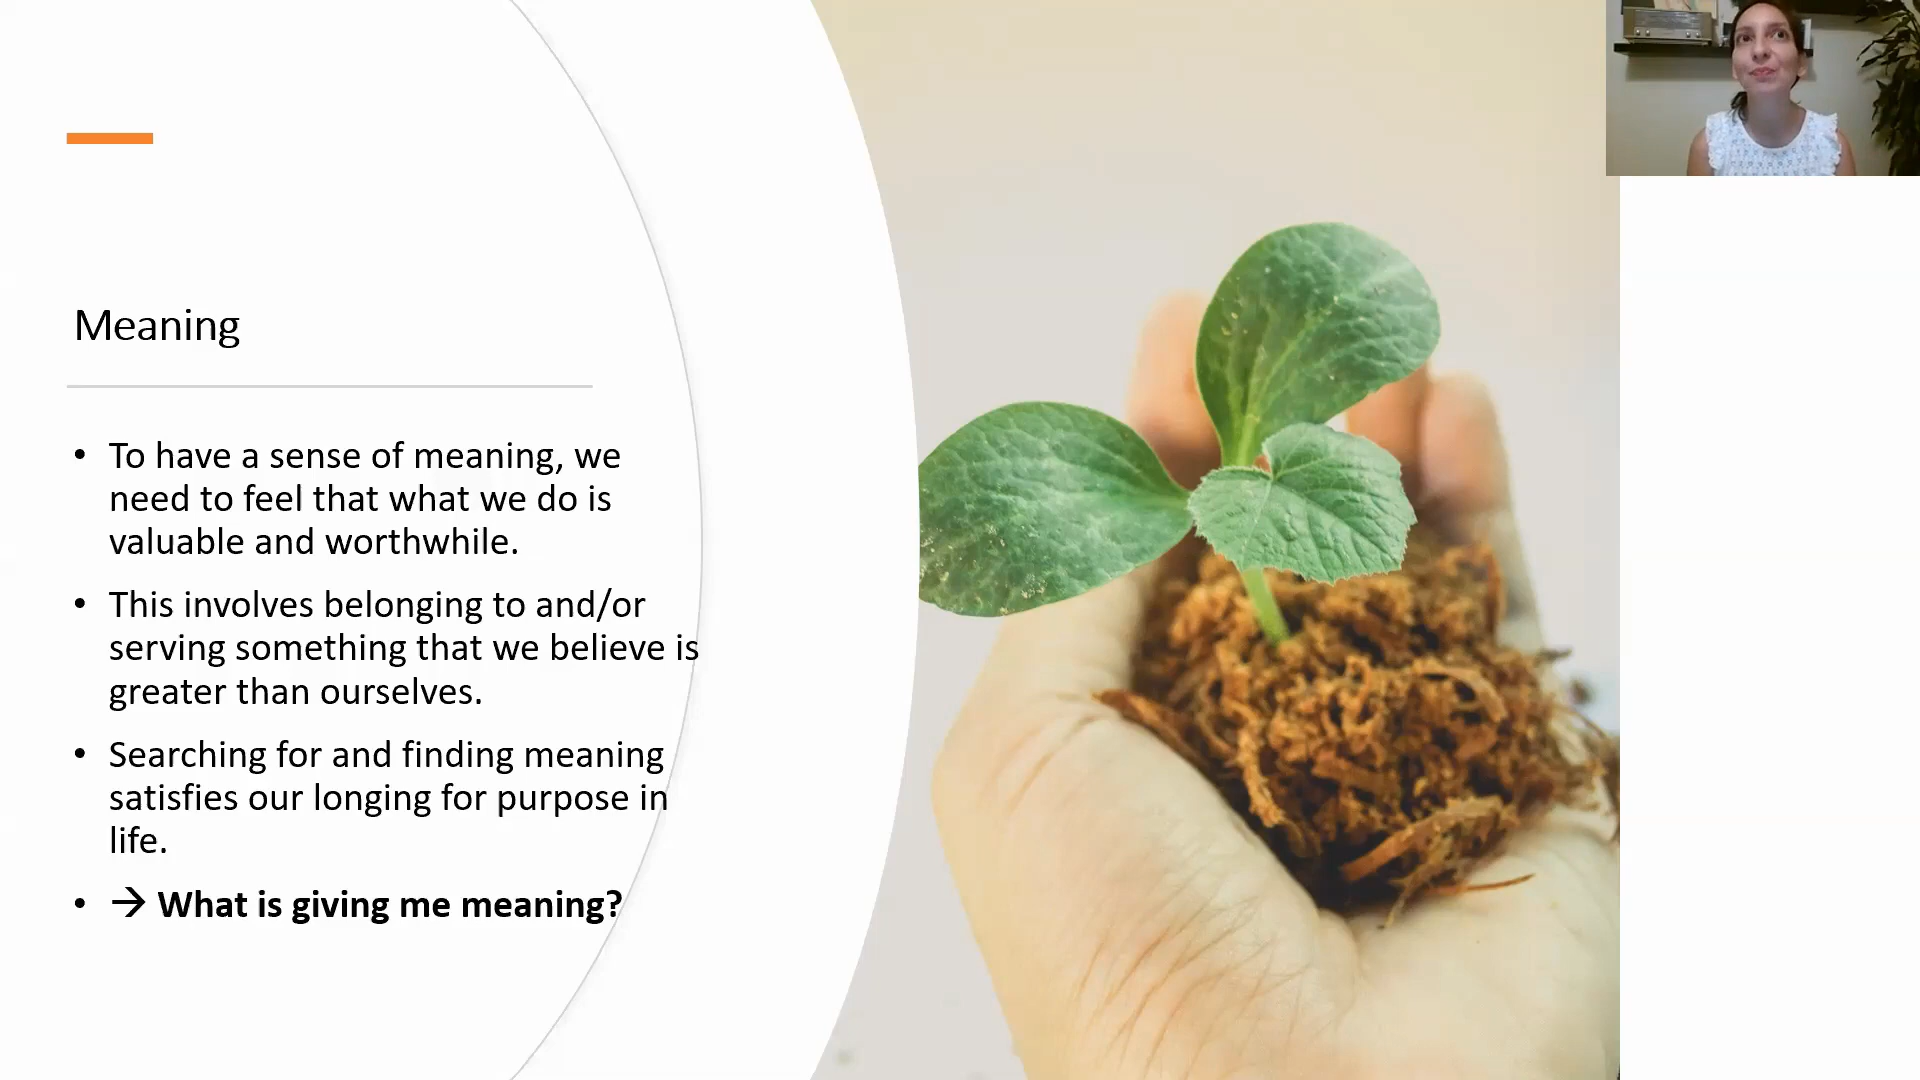 Meaning
• To have a sense of meaning, we
need to feel that what we do is
valuable and worthwhile.
• This involves belonging to and/or
serving something that we believe is
greater than ourselves.
• Searching for and finding meaning
satisfies our longing for purpose in
life.
• → What is giving me meaning?